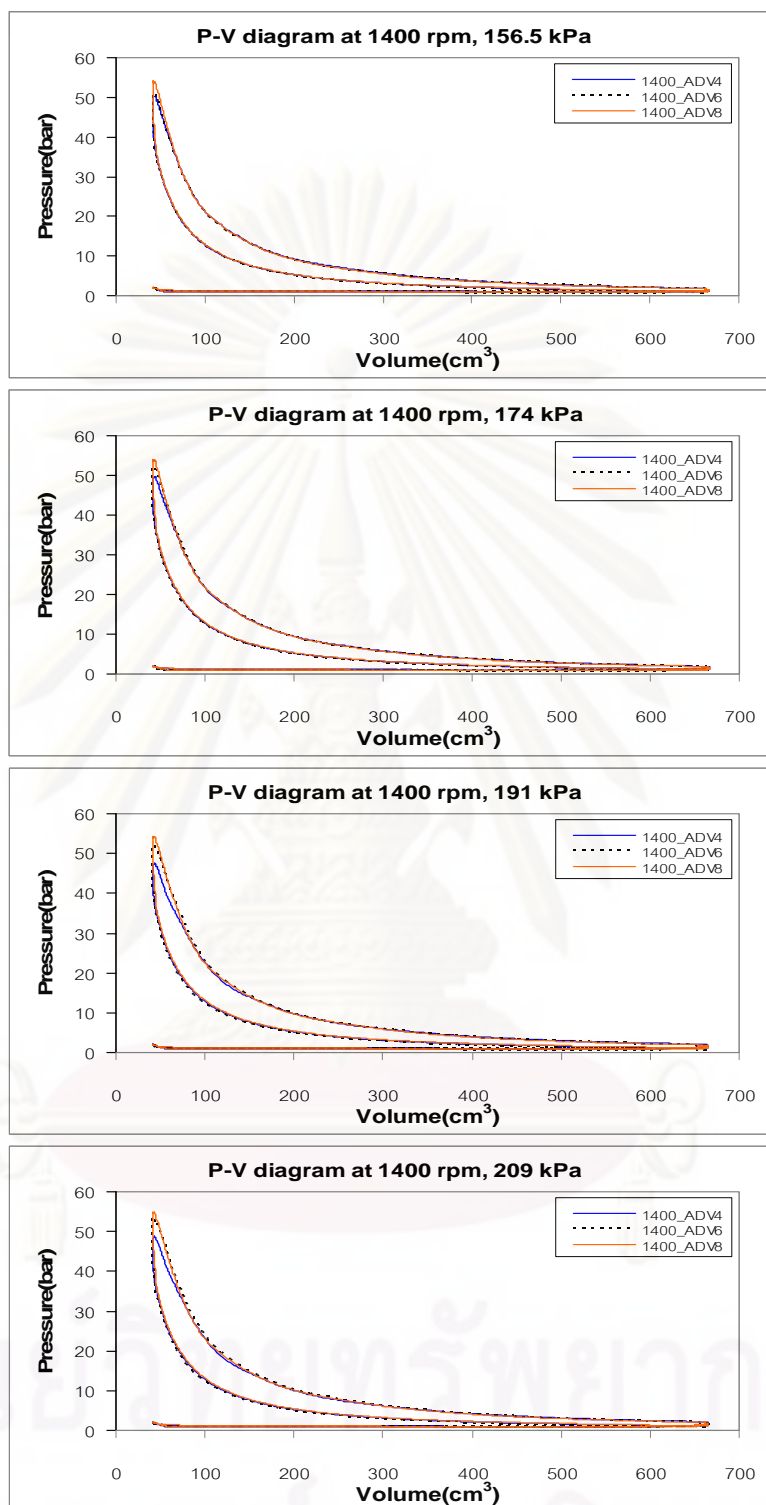 P-V diagram at 1400 rpm, 156.5 kPa
1400_ADV4
1400_ADV6
1400_ADV8
Pressure(bar)
60
50
40
30
20
10
0
0 100 200 300 400 500 600 700
Volume(cm³)
P-V diagram at 1400 rpm, 174 kPa
1400_ADV4
1400_ADV6
1400_ADV8
Pressure(bar)
60
50
40
30
20
10
0
0 100 200 300 400 500 600 700
Volume(cm³)
P-V diagram at 1400 rpm, 191 kPa
1400_ADV4
1400_ADV6
1400_ADV8
Pressure(bar)
60
50
40
30
20
10
0
0 100 200 300 400 500 600 700
Volume(cm³)
P-V diagram at 1400 rpm, 209 kPa
1400_ADV4
1400_ADV6
1400_ADV8
Pressure(bar)
60
50
40
30
20
10
0
0 100 200 300 400 500 600 700
Volume(cm³)